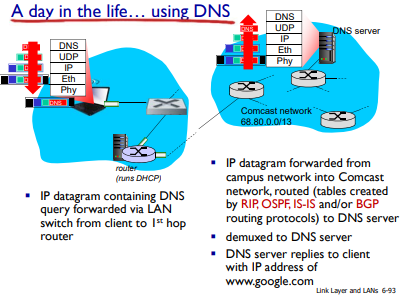 A day in the life… using DNS
DNS
UDP
IP
Eth
Phy
DNS
DNS
UDP
IP
Eth
Phy
DNS
DNS server
Comcast network
68.80.0.0/13
router
(runs DHCP)
▪ IP datagram containing DNS
query forwarded via LAN
switch from client to 1st hop
router
▪ IP datagram forwarded from
campus network into Comcast
network, routed (tables created
by RIP, OSPF, IS-IS and/or BGP
routing protocols) to DNS server
▪ demuxed to DNS server
▪ DNS server replies to client
with IP address of
www.google.com
Link Layer and LANs 6-93